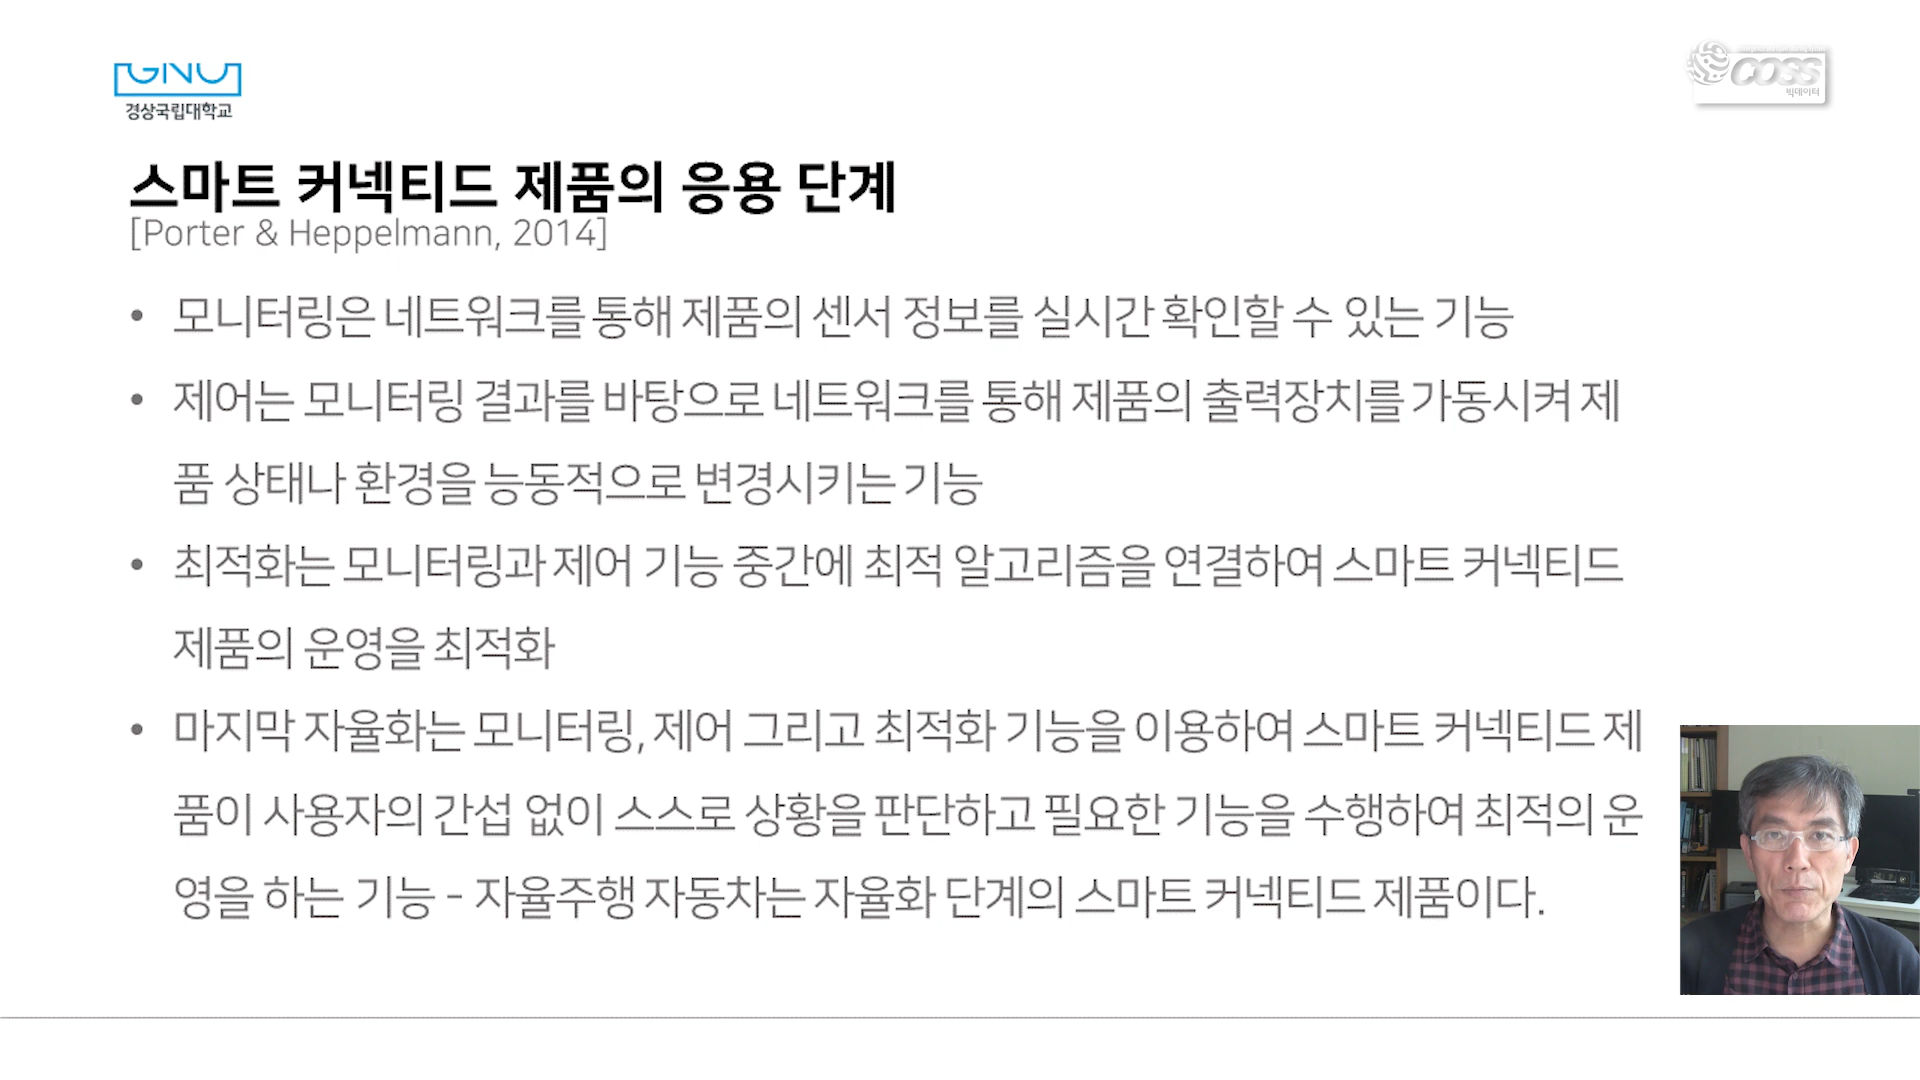 GNU
경상국립대학교
COSS
빅데이터
스마트 커넥티드 제품의 응용 단계
[Porter & Heppelmann, 2014]
• 모니터링은 네트워크를 통해 제품의 센서 정보를 실시간 확인할 수 있는 기능
• 제어는 모니터링 결과를 바탕으로 네트워크를 통해 제품의 출력장치를 가동시켜 제
품 상태나 환경을 능동적으로 변경시키는 기능
• 최적화는 모니터링과 제어 기능 중간에 최적 알고리즘을 연결하여 스마트 커넥티드
제품의 운영을 최적화
• 마지막 자율화는 모니터링, 제어 그리고 최적화 기능을 이용하여 스마트 커넥티드 제
품이 사용자의 간섭 없이 스스로 상황을 판단하고 필요한 기능을 수행하여 최적의 운
영을 하는 기능 - 자율주행 자동차는 자율화 단계의 스마트 커넥티드 제품이다.